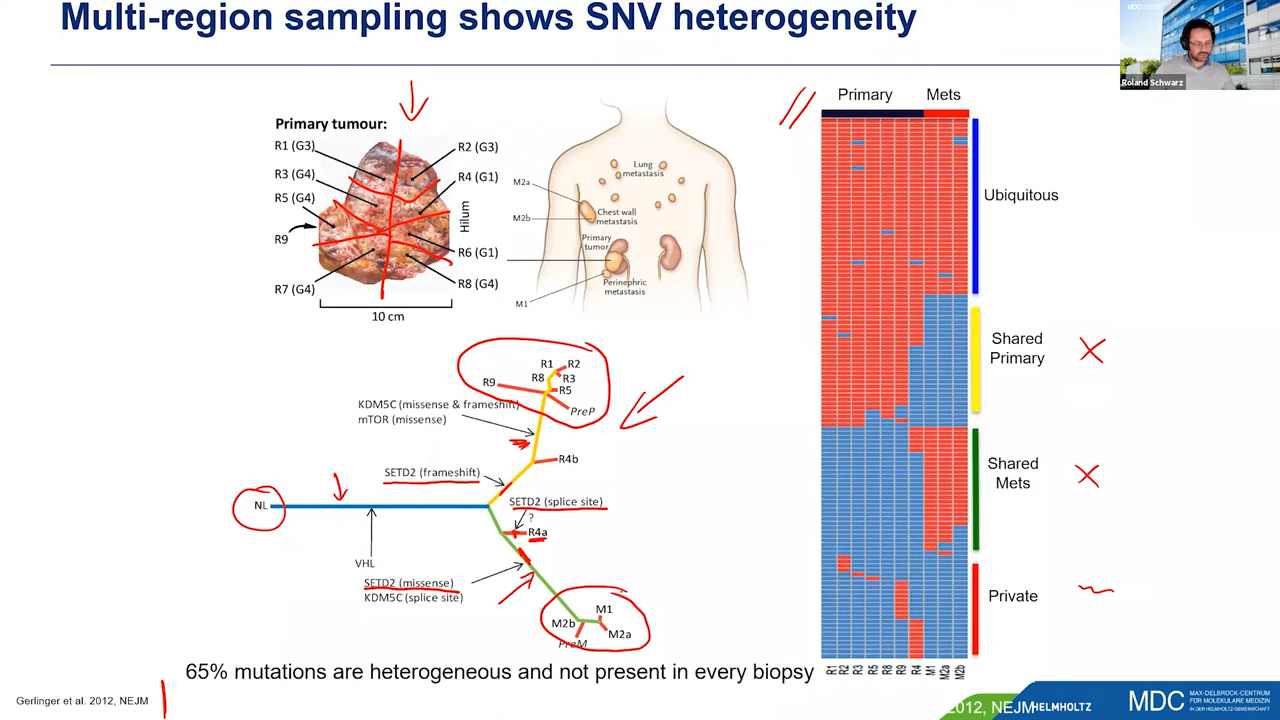 Multi-region sampling shows SNV heterogeneity
MDC
Roland Schwarz
Primary tumour:
R1 (G3)
R3 (G4)
R5 (G4)
R9
R7 (G4)
R2 (G3)
R4 (G1)
Hilum
R6 (G1)
R8 (G4)
10 cm
Lung
metastasis
M2a
M2b
Chest wall
metastasis
Primary
tumor
Perinephric
metastasis
M1
Primary Mets
Ubiquitous
Shared
Primary
Shared
Mets
Private
R1 R2 R3 R5 R8 R9 R4 M1 M2a M2b
R1 R2
R8 R3
R9 R5
PreP
KDM5C (missense & frameshift)
mTOR (missense)
R4b
SETD2 (frameshift)
NL
SETD2 (splice site)
?
R4a
VHL
SETD2 (missense)
KDM5C (splice site)
M1
M2b
M2a
PreM
65% mutations are heterogeneous and not present in every biopsy
Gerlinger et al. 2012, NEJM
2012, NEJM
HELMHOLTZ
MDC
MAX-DELBRÜCK-CENTRUM
FÜR MOLEKULARE MEDIZIN
IN DER HELMHOLTZ-GEMEINSCHAFT